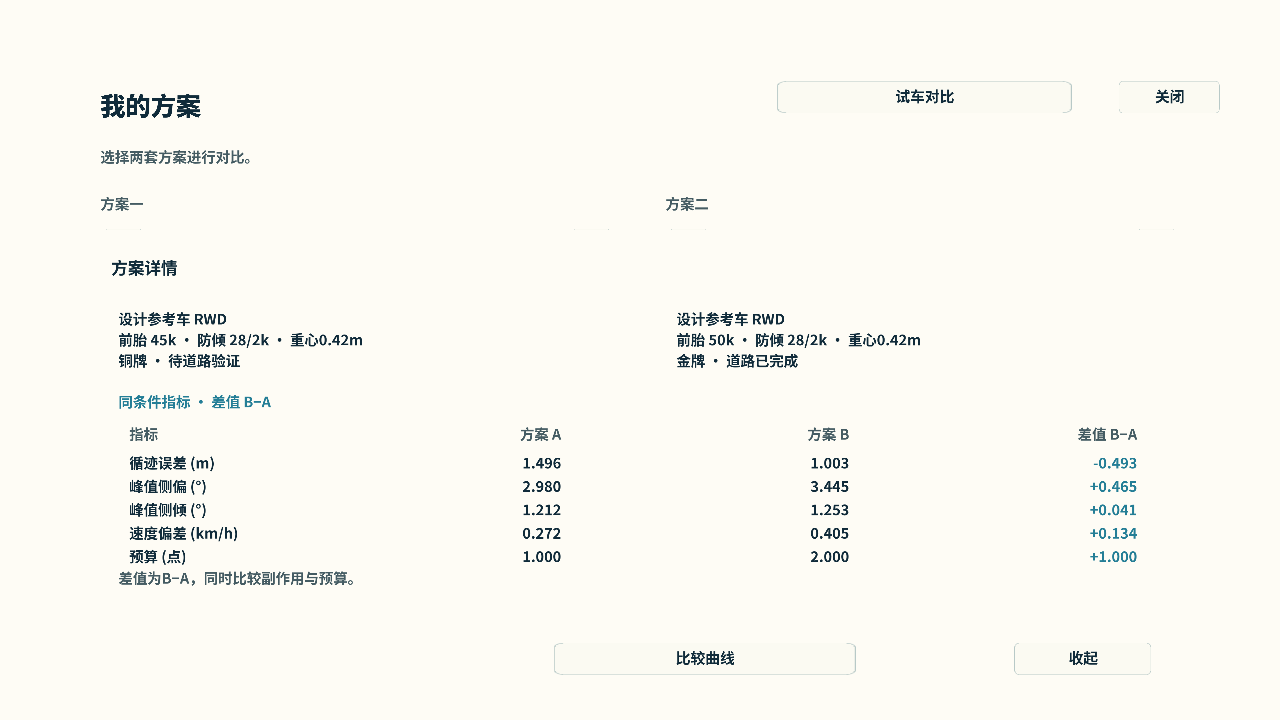 我的方案
试车对比
关闭
选择两套方案进行对比。
方案一
方案二
方案详情
设计参考车 RWD
前胎 45k · 防倾 28/2k · 重心0.42m
铜牌 · 待道路验证
设计参考车 RWD
前胎 50k · 防倾 28/2k · 重心0.42m
金牌 · 道路已完成
同条件指标 · 差值 B−A
指标 方案 A 方案 B 差值 B−A
循迹误差 (m) 1.496 1.003 -0.493
峰值侧偏 (°) 2.980 3.445 +0.465
峰值侧倾 (°) 1.212 1.253 +0.041
速度偏差 (km/h) 0.272 0.405 +0.134
预算 (点) 1.000 2.000 +1.000
差值为B−A，同时比较副作用与预算。
比较曲线
收起